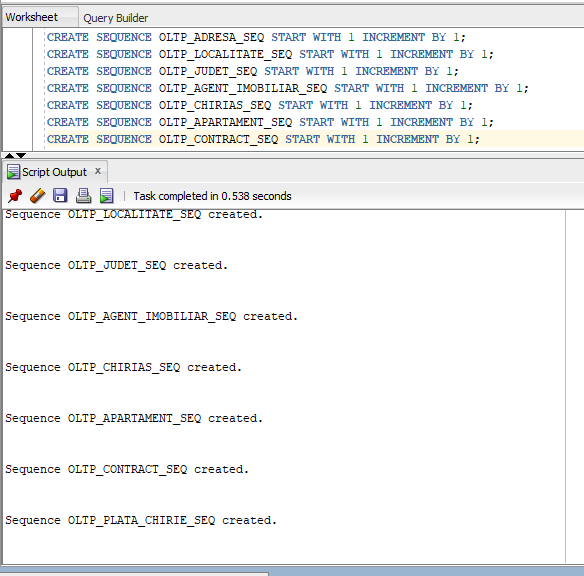 Worksheet Query Builder
CREATE SEQUENCE OLTP_ADRESA_SEQ START WITH 1 INCREMENT BY 1;
CREATE SEQUENCE OLTP_LOCALITATE_SEQ START WITH 1 INCREMENT BY 1;
CREATE SEQUENCE OLTP_JUDET_SEQ START WITH 1 INCREMENT BY 1;
CREATE SEQUENCE OLTP_AGENT_IMOBILIAR_SEQ START WITH 1 INCREMENT BY 1;
CREATE SEQUENCE OLTP_CHIRIAS_SEQ START WITH 1 INCREMENT BY 1;
CREATE SEQUENCE OLTP_APARTAMENT_SEQ START WITH 1 INCREMENT BY 1;
CREATE SEQUENCE OLTP_CONTRACT_SEQ START WITH 1 INCREMENT BY 1;
Script Output x
Task completed in 0.538 seconds
Sequence OLTP_LOCALITATE_SEQ created.
Sequence OLTP_JUDET_SEQ created.
Sequence OLTP_AGENT_IMOBILIAR_SEQ created.
Sequence OLTP_CHIRIAS_SEQ created.
Sequence OLTP_APARTAMENT_SEQ created.
Sequence OLTP_CONTRACT_SEQ created.
Sequence OLTP_PLATA_CHIRIE_SEQ created.